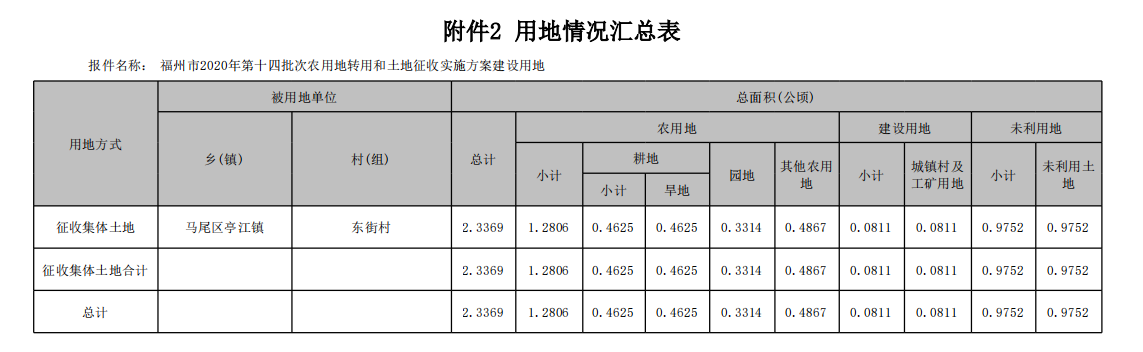 附件2 用地情况汇总表
报件名称： 福州市2020年第十四批次农用地转用和土地征收实施方案建设用地
用地方式 被用地单位 总面积(公顷)
乡(镇) 村(组) 总计 农用地 建设用地 未利用地
小计 耕地 园地 其他农用地 小计 城镇村及工矿用地 小计 未利用土地
小计 旱地
征收集体土地 马尾区亭江镇 东街村 2.3369 1.2806 0.4625 0.4625 0.3314 0.4867 0.0811 0.0811 0.9752 0.9752
征收集体土地合计 2.3369 1.2806 0.4625 0.4625 0.3314 0.4867 0.0811 0.0811 0.9752 0.9752
总计 2.3369 1.2806 0.4625 0.4625 0.3314 0.4867 0.0811 0.0811 0.9752 0.9752